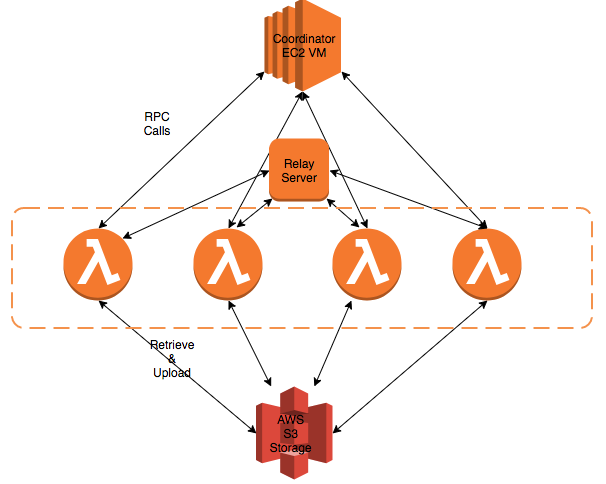 Coordinator
EC2 VM
RPC
Calls
Relay
Server
Retrieve
&
Upload
AWS
S3
Storage